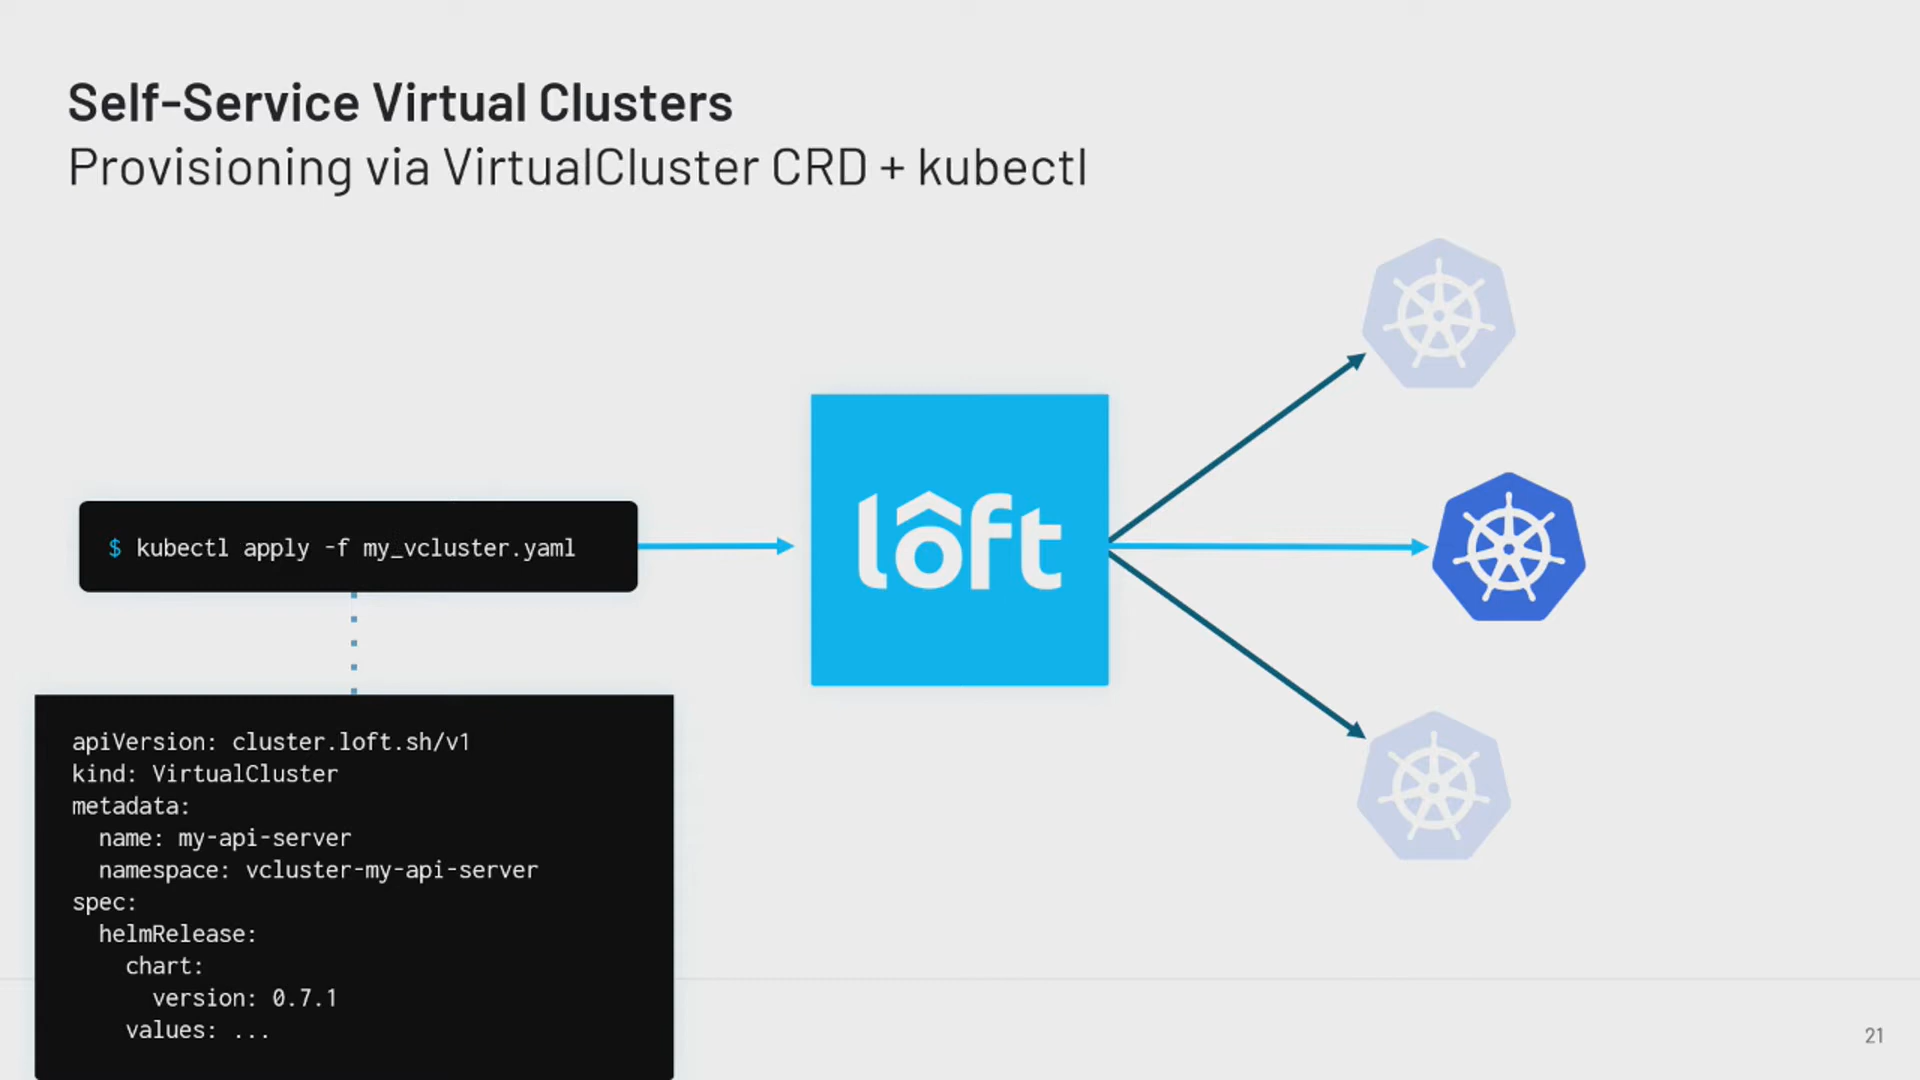 Self-Service Virtual Clusters
Provisioning via VirtualCluster CRD + kubectl
$ kubectl apply -f my_vcluster.yaml
lôft
apiVersion: cluster.loft.sh/v1
kind: VirtualCluster
metadata:
  name: my-api-server
  namespace: vcluster-my-api-server
spec:
  helmRelease:
    chart:
      version: 0.7.1
    values: ...
21